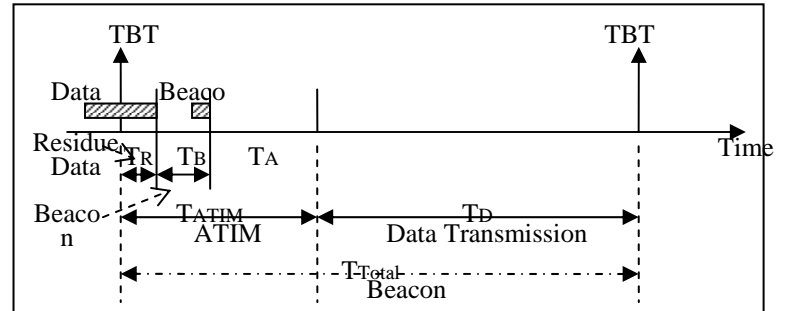 TBT TBT
Data Beaco
Residue
Data
TR TB TA
Time
Beaco
n
TATIM
ATIM
TD
Data Transmission
TTotal
Beacon